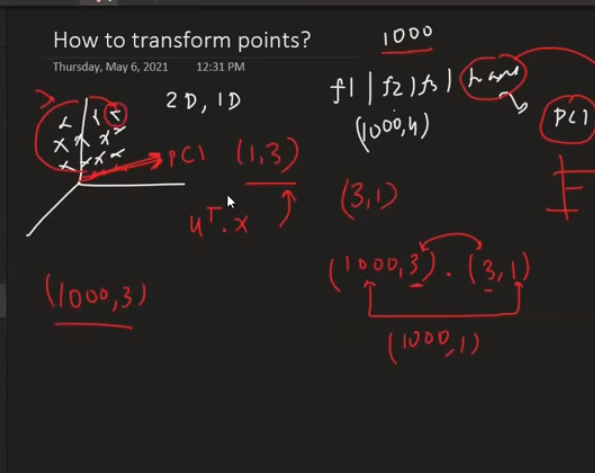 How to transform points?
Thursday, May 6, 2021 12:31 PM
1000
f1 | f2 | f3 |
(1000,4)
PC1
2D, 1D
PC1 (1,3)
(3,1)
uᵀ.x
(1000,3) . (3,1)
(1000,3)
(1000,1)